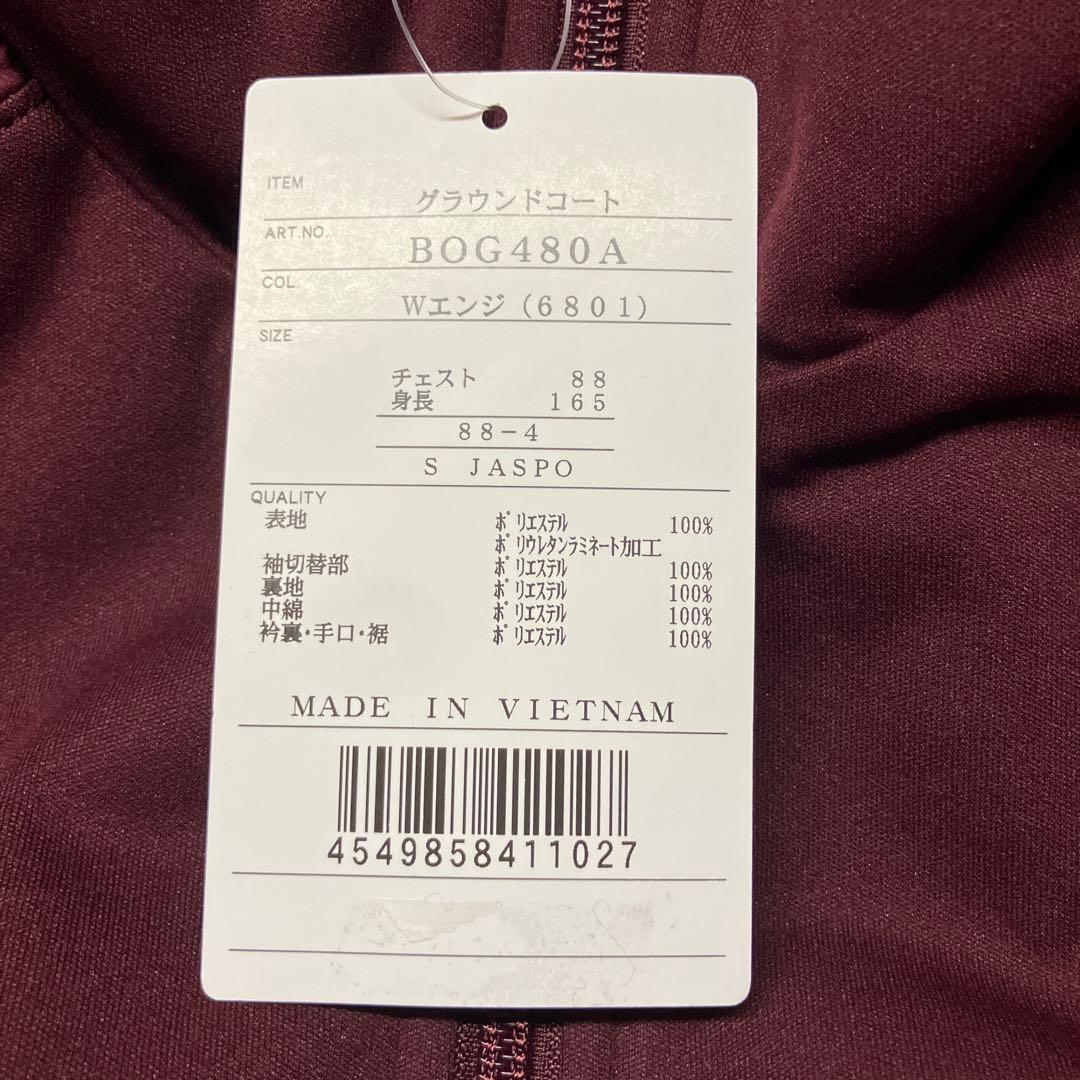 ITEM
グラウンドコート
ART.NO.
BOG480A
COL.
Wエンジ(6801)
SIZE
チェスト 88
身長 165
88-4
S JASPO
QUALITY
表地 ポリエステル 100%
ポリウレタンラミネート加工
袖切替部 ポリエステル 100%
裏地 ポリエステル 100%
中綿 ポリエステル 100%
衿裏・手口・裾 ポリエステル 100%
MADE IN VIETNAM
4549858411027